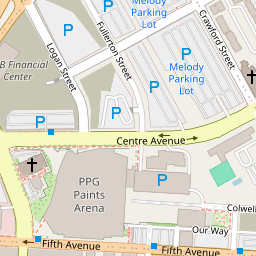 Melody
Parking
Lot
Crawford Street
Fullerton Street
Logan Street
B Financial
Center
P
P
P
P
P
Melody
Parking
Lot
P
Centre Avenue
PPG
Paints
Arena
P
Colwell
Our Way
Fifth Avenue
Fifth Avenue